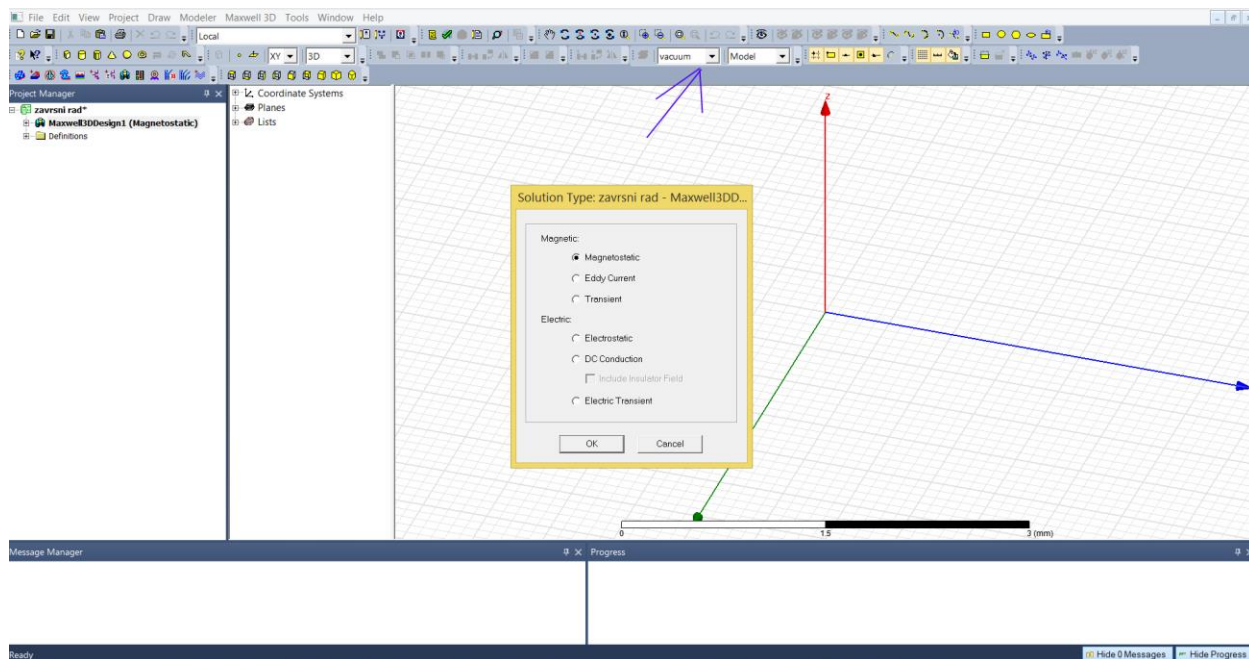 File Edit View Project Draw Modeler Maxwell 3D Tools Window Help
Local
XY 3D vacuum Model
Project Manager
zavrsni rad*
Maxwell3DDesign1 (Magnetostatic)
Definitions
Coordinate Systems
Planes
Lists
z
Solution Type: zavrsni rad - Maxwell3DD...
Magnetic:
Magnetostatic
Eddy Current
Transient
Electric:
Electrostatic
DC Conduction
Include Insulator Field
Electric Transient
OK Cancel
0 1.5 3 (mm)
Message Manager
Progress
Ready
Hide 0 Messages Hide Progress